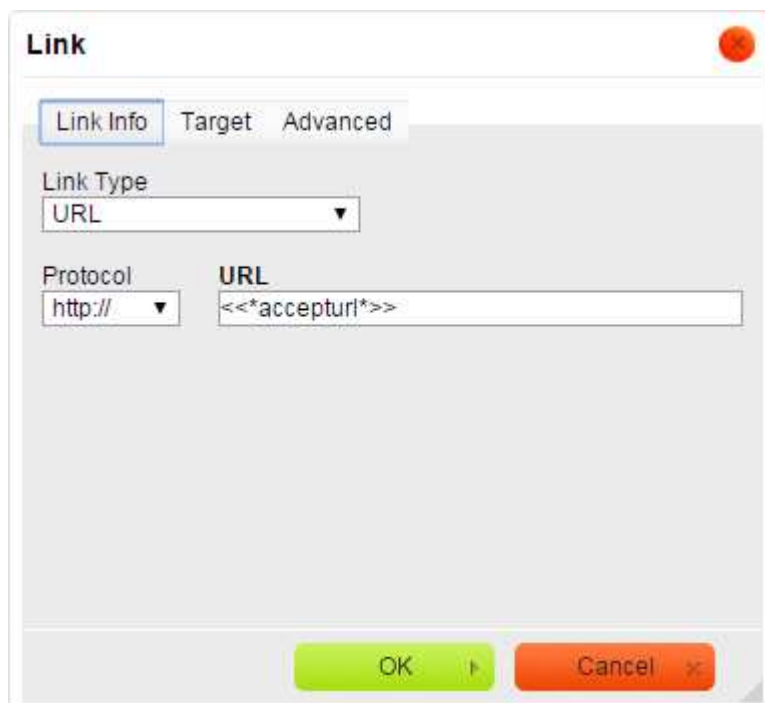 Link
Link Info Target Advanced
Link Type
URL
Protocol URL
http:// <<*accepturl*>>
OK Cancel